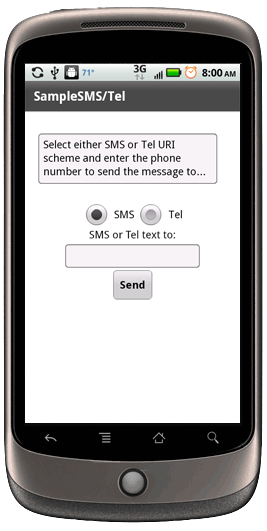 71° 3G 8:00 AM
SampleSMS/Tel
Select either SMS or Tel URI
scheme and enter the phone
number to send the message to...
SMS Tel
SMS or Tel text to:
Send